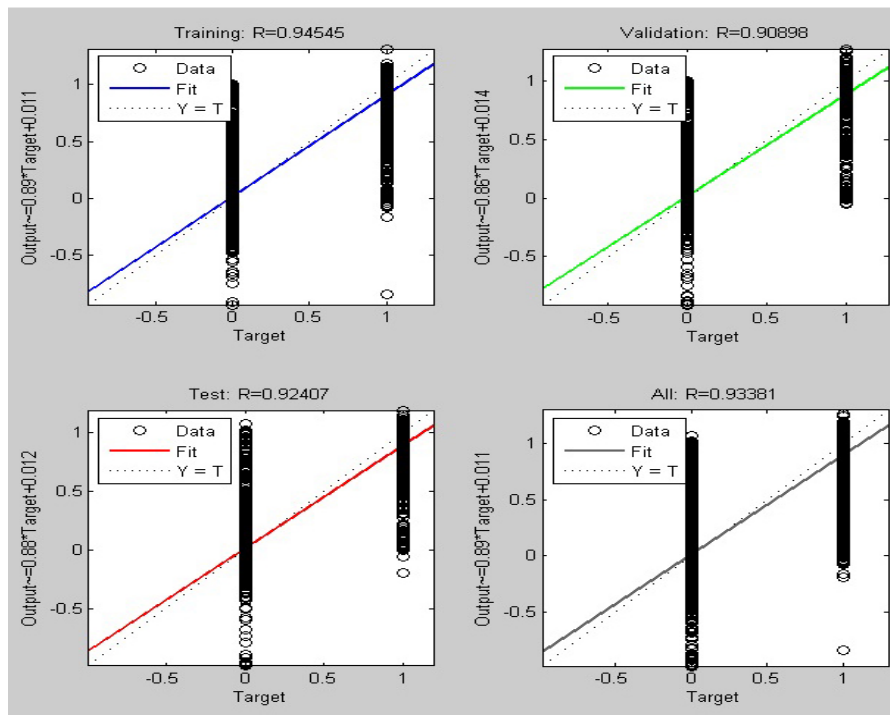 Training: R=0.94545
Output~=0.89*Target+0.011
1
0.5
0
-0.5
Data
Fit
Y = T
-0.5
0
0.5
1
Target
Validation: R=0.90898
Output~=0.86*Target+0.014
1
0.5
0
-0.5
Data
Fit
Y = T
-0.5
0
0.5
1
Target
Test: R=0.92407
Output~=0.88*Target+0.012
1
0.5
0
-0.5
Data
Fit
Y = T
-0.5
0
0.5
1
Target
All: R=0.93381
Output~=0.89*Target+0.011
1
0.5
0
-0.5
Data
Fit
Y = T
-0.5
0
0.5
1
Target